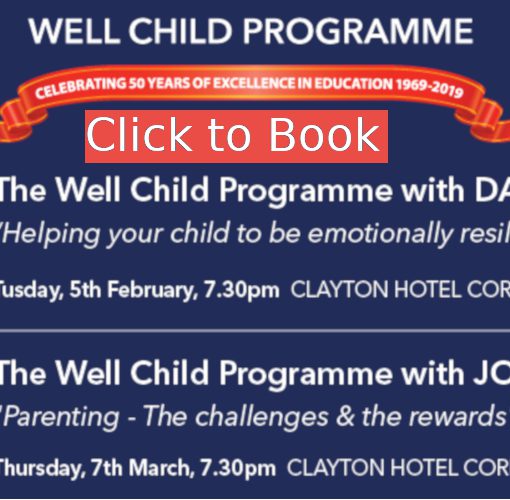 WELL CHILD PROGRAMME
CELEBRATING 50 YEARS OF EXCELLENCE IN EDUCATION 1969-2019
Click to Book
The Well Child Programme with
Helping your child to be emotionally
Tusday, 5th February, 7.30pm CLAYTON HOTEL
The Well Child Programme with
'Parenting - The challenges & the rewards
Thursday, 7th March, 7.30pm CLAYTON HOTEL